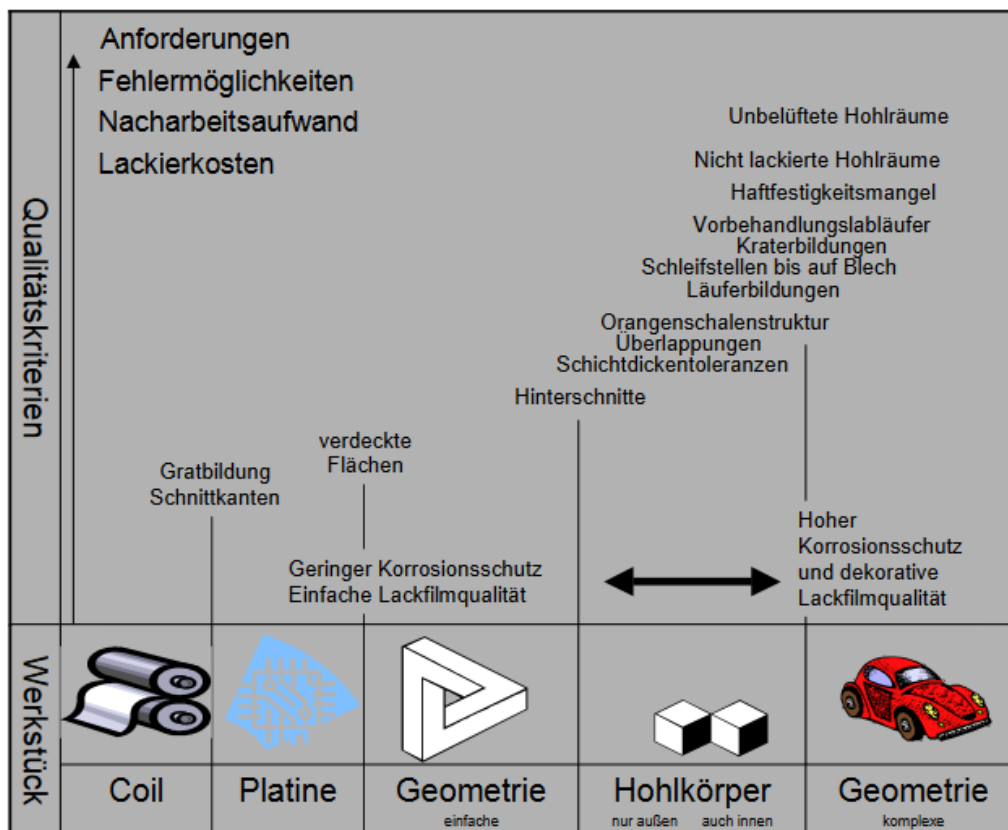 Anforderungen
Fehlermöglichkeiten
Nacharbeitsaufwand
Lackierkosten
Qualitätskriterien
Unbelüftete Hohlräume
Nicht lackierte Hohlräume
Haftfestigkeitsmangel
Vorbehandlungslabläufer
Kraterbildungen
Schleifstellen bis auf Blech
Läuferbildungen
Orangenschalenstruktur
Überlappungen
Schichtdickentoleranzen
Hinterschnitte
verdeckte
Flächen
Gratbildung
Schnittkanten
Geringer Korrosionsschutz
Einfache Lackfilmqualität
Hoher
Korrosionsschutz
und dekorative
Lackfilmqualität
Werkstück
Coil
Platine
Geometrie
einfache
Hohlkörper
nur außen auch innen
Geometrie
komplexe